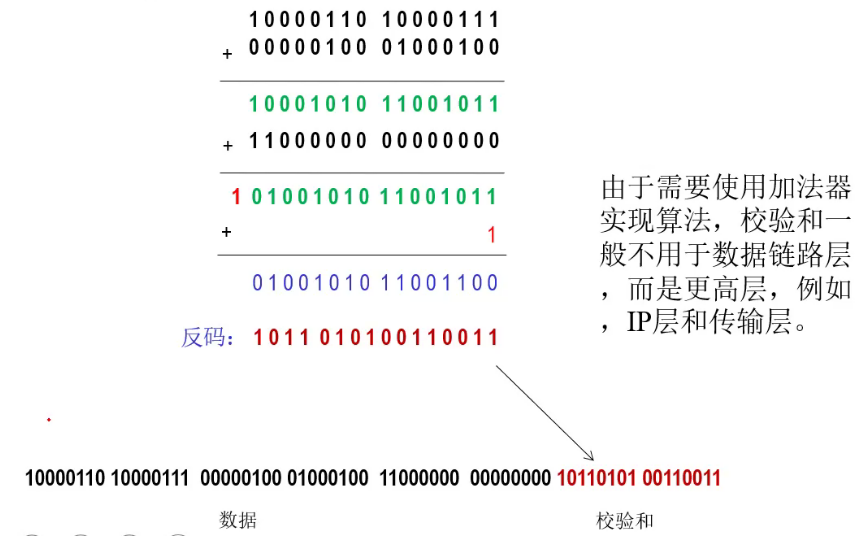 10000110 10000111
+ 00000100 01000100
10001010 11001011
+ 11000000 00000000
1 01001010 11001011
+ 1
01001010 11001100
反码: 1011 010100110011
由于需要使用加法器
实现算法，校验和一
般不用于数据链路层
，而是更高层，例如
，IP层和传输层。
10000110 10000111 00000100 01000100 11000000 00000000 10110101 00110011
数据 校验和